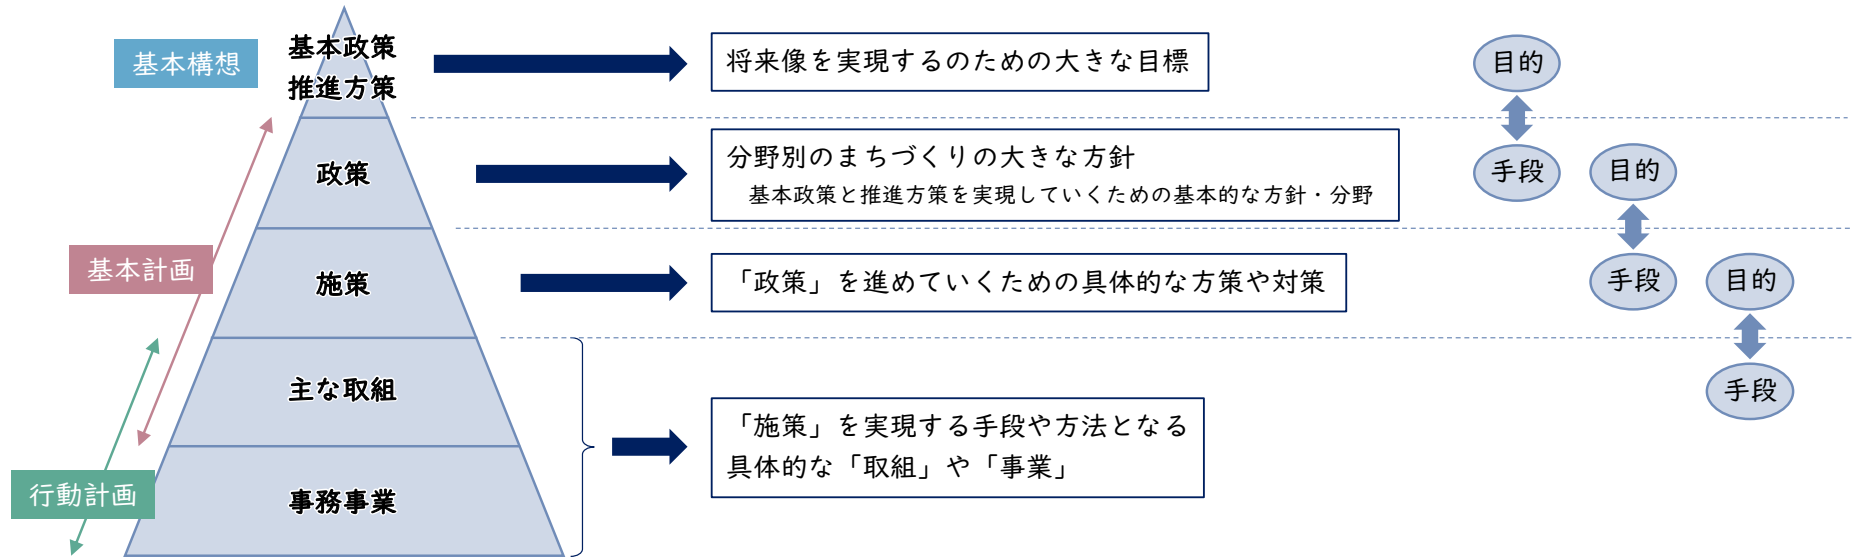 基本構想
基本政策
推進方策
将来像を実現するのための大きな目標
目的
政策
分野別のまちづくりの大きな方針
基本政策と推進方策を実現していくための基本的な方針・分野
手段
目的
基本計画
施策
「政策」を進めていくための具体的な方策や対策
手段
目的
主な取組
手段
「施策」を実現する手段や方法となる
具体的な「取組」や「事業」
行動計画
事務事業